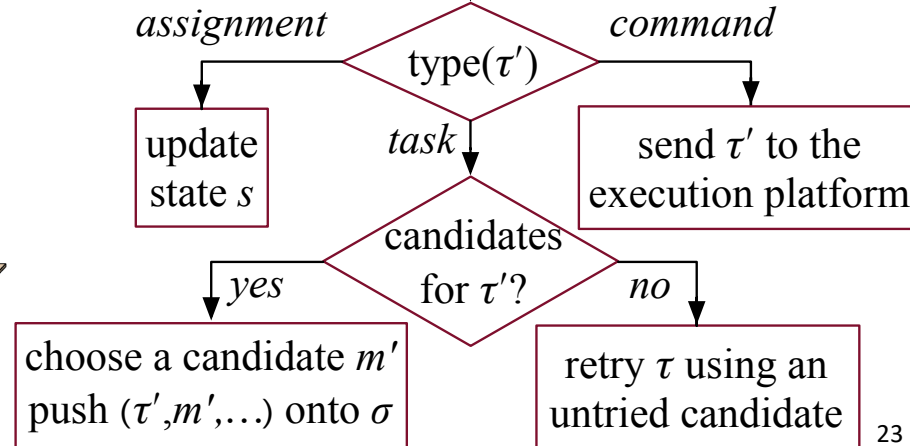 assignment
command
type(τ′)
update
state s
task
send τ′ to the
execution platform
candidates
for τ′?
yes
no
choose a candidate m′
push (τ′,m′,…) onto σ
retry τ using an
untried candidate
23